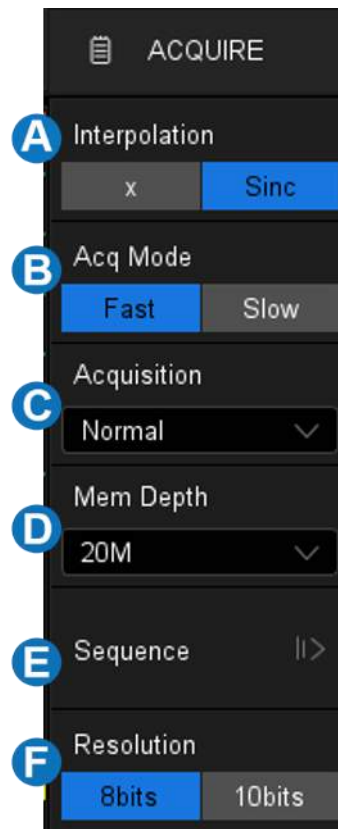 ACQUIRE
A Interpolation
x Sinc
B Acq Mode
Fast Slow
Acquisition
C Normal
Mem Depth
D 20M
E Sequence
Resolution
F 8bits 10bits